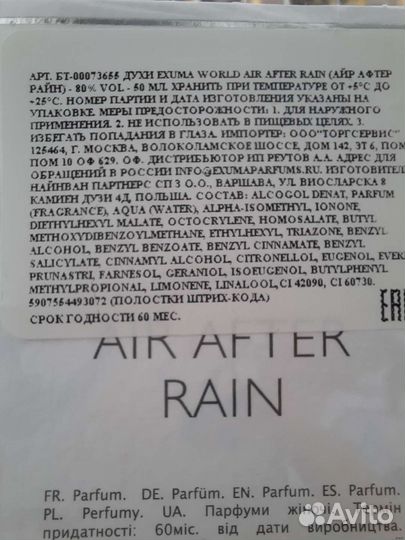 АРТ. БТ-00073655 ДУХИ EXUMA WORLD AIR AFTER RAIN (АЙР АФТЕР
РАЙН) - 80% VOL - 50 МЛ. ХРАНИТЬ ПРИ ТЕМПЕРАТУРЕ ОТ +5°C ДО
+25°C. НОМЕР ПАРТИИ И ДАТА ИЗГОТОВЛЕНИЯ УКАЗАНЫ НА
УПАКОВКЕ. МЕРЫ ПРЕДОСТОРОЖНОСТИ: 1. ДЛЯ НАРУЖНОГО
ПРИМЕНЕНИЯ. 2. НЕ ИСПОЛЬЗОВАТЬ В ПИЩЕВЫХ ЦЕЛЯХ. 3.
ИЗБЕГАТЬ ПОПАДАНИЯ В ГЛАЗА. ИМПОРТЕР: ООО"ТОРГСЕРВИС"
125464, Г. МОСКВА, ВОЛОКОЛАМСКОЕ ШОССЕ, ДОМ 142, ЭТ 6, ПОМ
ПОМ 10 ОФ 629. ОФ. ДИСТРИБЬЮТОР ИП РЕУТОВ А.А. АДРЕС ДЛЯ
ОБРАЩЕНИЙ В РОССИИ INFO@EXUMAPARFUMS.RU. ИЗГОТОВИТЕЛ
НАЙНВАН ПАРТНЕРС СП З О.О., ВАРШАВА, УЛ. ВИОСЛАРСКА 8
КАМИЕН ДУЗИ 4Д, ПОЛЬША. СОСТАВ: ALCOGOL DENAT, PARFUM
(FRAGRANCE), AQUA (WATER), ALPHA-ISOMETHYL, IONONE,
DIETHYLHEXYL MALATE, OCTOCRYLENE, HOMOSALATE, BUTYL
METHOXYDIBENZOYLMETHANE, ETHYLHEXYL, TRIAZONE, BENZYL
ALCOHOL, BENZYL BENZOATE, BENZYL CINNAMATE, BENZYL
SALICYLATE, CINNAMYL ALCOHOL, CITRONELLOL, EUGENOL, EVER
PRUNASTRI, FARNESOL, GERANIOL, ISOEUGENOL, BUTYLPHENYL
METHYLPROPIONAL, LIMONENE, LINALOOL, CI 42090, CI 60730.
5907554493072 (ПОЛОСТКИ ШТРИХ-КОДА)
СРОК ГОДНОСТИ 60 МЕС.
EAC
AIR AFTER
RAIN
FR. Parfum. DE. Parfüm. EN. Parfum. ES. Parfum.
PL. Perfumy. UA. Парфуми жіночі. Термін
придатності: 60міс. від дати виробництва.
Avito